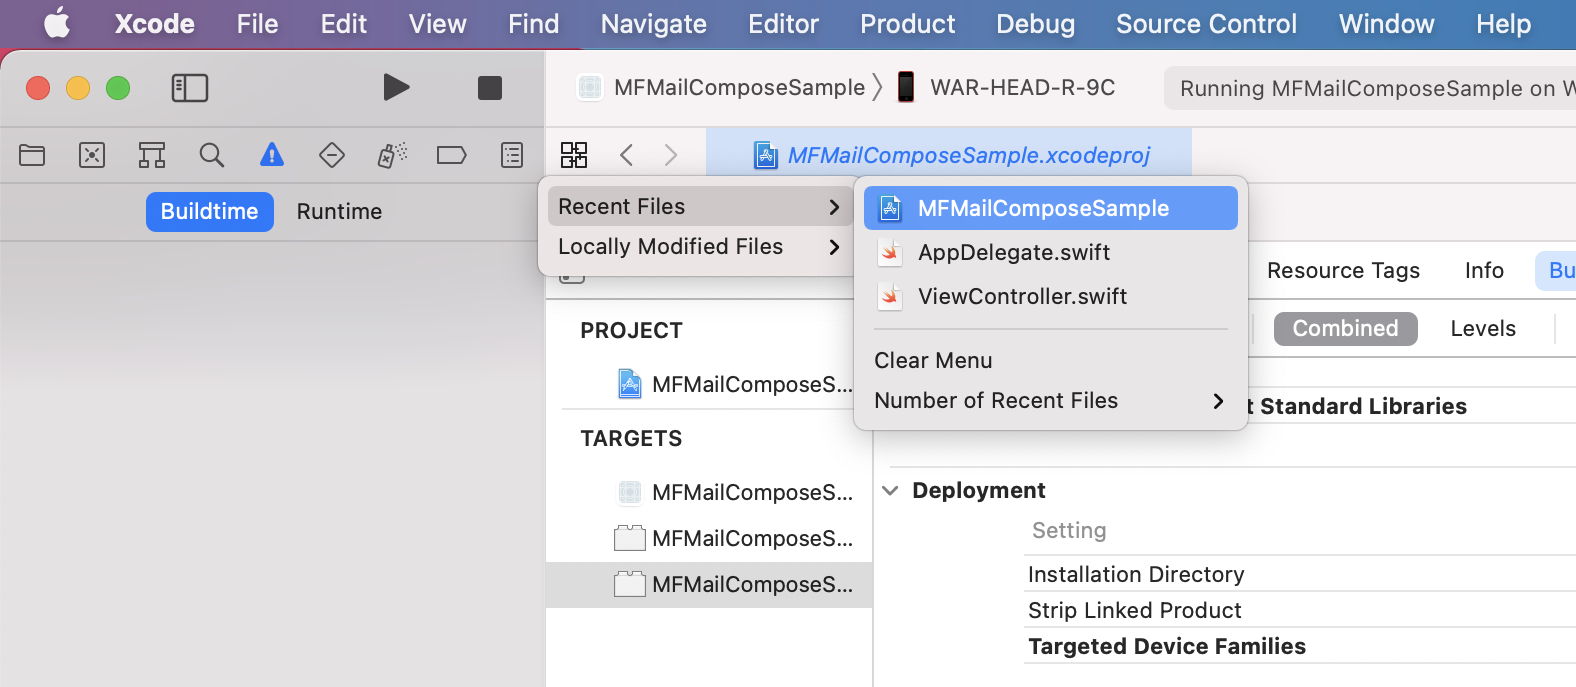 Xcode File Edit View Find Navigate Editor Product Debug Source Control Window Help
MFMailComposeSample WAR-HEAD-R-9C Running MFMailComposeSample on W
MFMailComposeSample.xcodeproj
Buildtime Runtime
Recent Files
Locally Modified Files
MFMailComposeSample
AppDelegate.swift
ViewController.swift
Clear Menu
Number of Recent Files
Resource Tags Info Bu
Combined Levels
PROJECT
MFMailComposeS...
TARGETS
MFMailComposeS...
MFMailComposeS...
MFMailComposeS...
t Standard Libraries
Deployment
Setting
Installation Directory
Strip Linked Product
Targeted Device Families